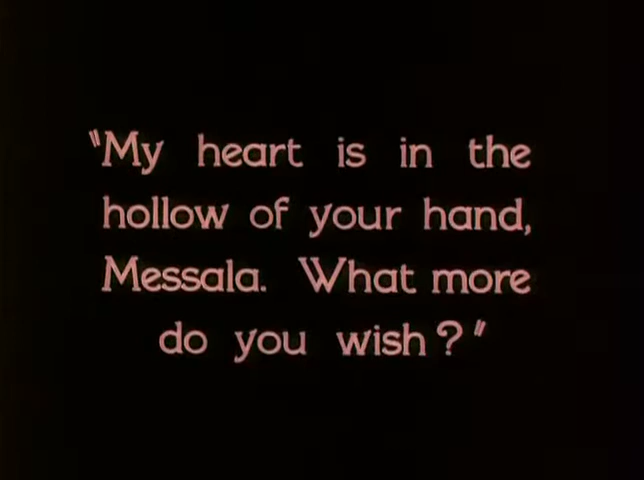 "My heart is in the
hollow of your hand,
Messala. What more
do you wish?"